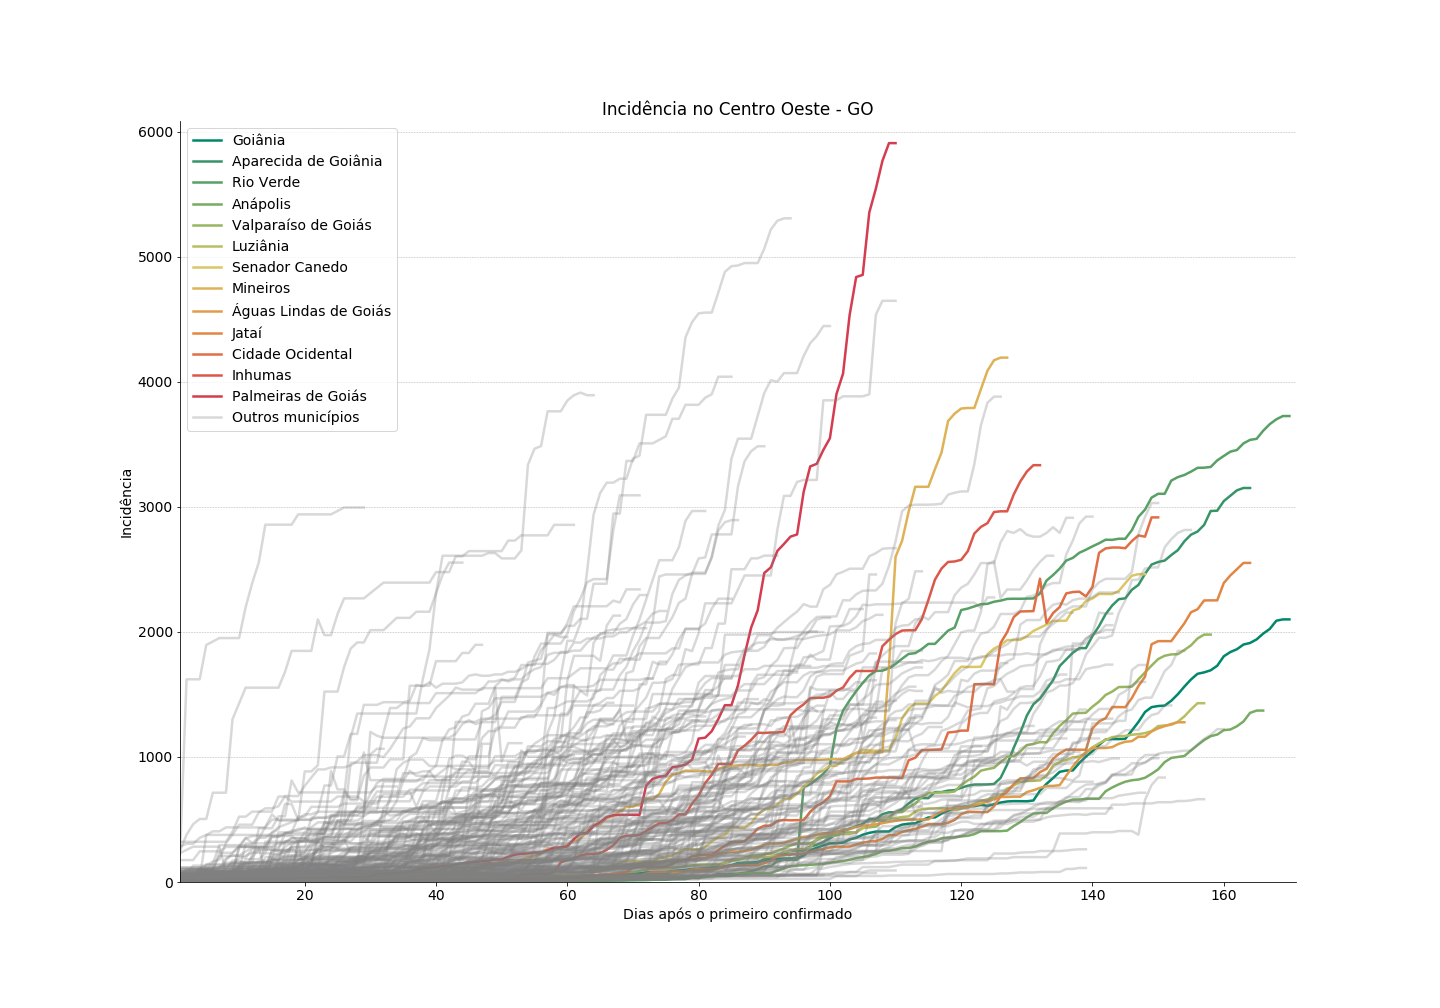 Incidência no Centro Oeste - GO
6000
5000
4000
3000
2000
1000
0
Incidência
Goiânia
Aparecida de Goiânia
Rio Verde
Anápolis
Valparaíso de Goiás
Luziânia
Senador Canedo
Mineiros
Águas Lindas de Goiás
Jataí
Cidade Ocidental
Inhumas
Palmeiras de Goiás
Outros municípios
20 40 60 80 100 120 140 160
Dias após o primeiro confirmado